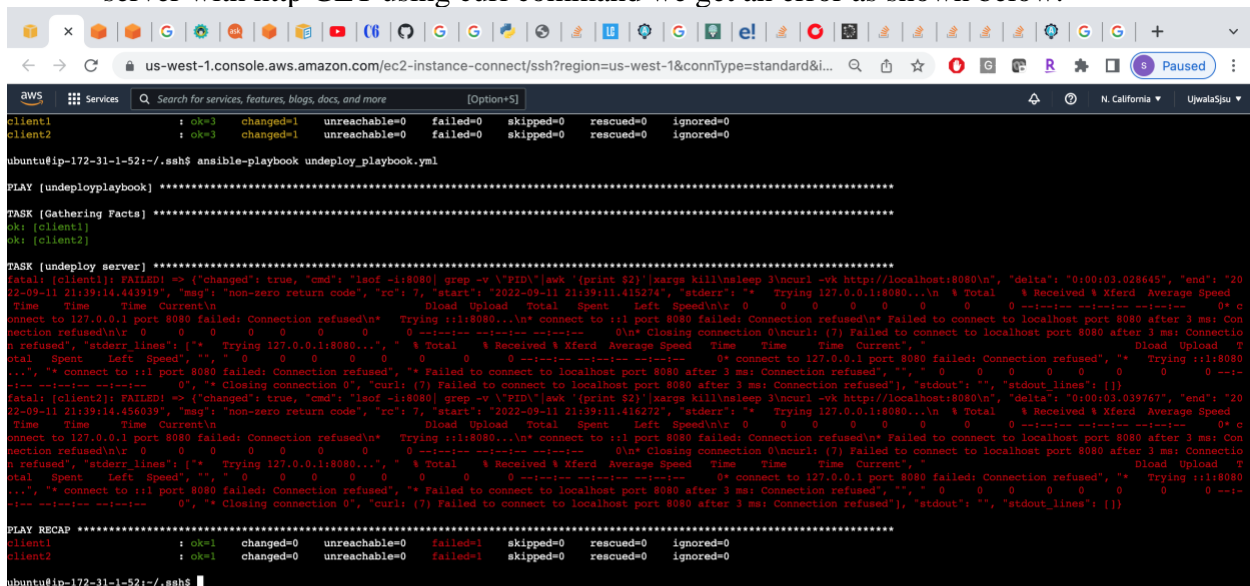 server with http GET using curl command we get an error as shown below:
us-west-1.console.aws.amazon.com/ec2-instance-connect/ssh?region=us-west-1&connType=standard&i...
Paused
aws Services Search for services, features, blogs, docs, and more [Option+S] N. California UjwalaSjsu
client1 : ok=3 changed=1 unreachable=0 failed=0 skipped=0 rescued=0 ignored=0
client2 : ok=3 changed=1 unreachable=0 failed=0 skipped=0 rescued=0 ignored=0
ubuntu@ip-172-31-1-52:~/.ssh$ ansible-playbook undeploy_playbook.yml
PLAY [undeployplaybook] ****
TASK [Gathering Facts] ****
ok: [client1]
ok: [client2]
TASK [undeploy server] ****
fatal: [client1]: FAILED! => {"changed": true, "cmd": "lsof -i:8080| grep -v \"PID\"|awk '{print $2}'|xargs kill\nsleep 3\ncurl -vk http://localhost:8080\n", "delta": "0:00:03.028645", "end": "20
22-09-11 21:39:14.443919", "msg": "non-zero return code", "rc": 7, "start": "2022-09-11 21:39:11.415274", "stderr": "* Trying 127.0.0.1:8080...\n % Total % Received % Xferd Average Speed
Time Time Time Current\n Dload Upload Total Spent Left Speed\n\r 0 0 0 0 0 0 0 0 --:--:-- --:--:-- --:--:-- 0* c
onnect to 127.0.0.1 port 8080 failed: Connection refused\n* Trying ::1:8080...\n* connect to ::1 port 8080 failed: Connection refused\n* Failed to connect to localhost port 8080 after 3 ms: Con
nection refused\n\r 0 0 0 0 0 0 0 0 --:--:-- --:--:-- --:--:-- 0\n* Closing connection 0\ncurl: (7) Failed to connect to localhost port 8080 after 3 ms: Connectio
n refused", "stderr_lines": ["* Trying 127.0.0.1:8080...", " % Total % Received % Xferd Average Speed Time Time Time Current", " Dload Upload T
otal Spent Left Speed", "", " 0 0 0 0 0 0 0 0 --:--:-- --:--:-- --:--:-- 0* connect to 127.0.0.1 port 8080 failed: Connection refused", "* Trying ::1:8080
...", "* connect to ::1 port 8080 failed: Connection refused", "* Failed to connect to localhost port 8080 after 3 ms: Connection refused", "", " 0 0 0 0 0 0 0 0 --:-
-:-- --:--:-- --:--:-- 0", "* Closing connection 0", "curl: (7) Failed to connect to localhost port 8080 after 3 ms: Connection refused"], "stdout": "", "stdout_lines": []}
fatal: [client2]: FAILED! => {"changed": true, "cmd": "lsof -i:8080| grep -v \"PID\"|awk '{print $2}'|xargs kill\nsleep 3\ncurl -vk http://localhost:8080\n", "delta": "0:00:03.039767", "end": "20
22-09-11 21:39:14.456039", "msg": "non-zero return code", "rc": 7, "start": "2022-09-11 21:39:11.416272", "stderr": "* Trying 127.0.0.1:8080...\n % Total % Received % Xferd Average Speed
Time Time Time Current\n Dload Upload Total Spent Left Speed\n\r 0 0 0 0 0 0 0 0 --:--:-- --:--:-- --:--:-- 0* c
onnect to 127.0.0.1 port 8080 failed: Connection refused\n* Trying ::1:8080...\n* connect to ::1 port 8080 failed: Connection refused\n* Failed to connect to localhost port 8080 after 3 ms: Con
nection refused\n\r 0 0 0 0 0 0 0 0 --:--:-- --:--:-- --:--:-- 0\n* Closing connection 0\ncurl: (7) Failed to connect to localhost port 8080 after 3 ms: Connectio
n refused", "stderr_lines": ["* Trying 127.0.0.1:8080...", " % Total % Received % Xferd Average Speed Time Time Time Current", " Dload Upload T
otal Spent Left Speed", "", " 0 0 0 0 0 0 0 0 --:--:-- --:--:-- --:--:-- 0* connect to 127.0.0.1 port 8080 failed: Connection refused", "* Trying ::1:8080
...", "* connect to ::1 port 8080 failed: Connection refused", "* Failed to connect to localhost port 8080 after 3 ms: Connection refused", "", " 0 0 0 0 0 0 0 0 --:-
-:-- --:--:-- --:--:-- 0", "* Closing connection 0", "curl: (7) Failed to connect to localhost port 8080 after 3 ms: Connection refused"], "stdout": "", "stdout_lines": []}
PLAY RECAP ****
client1 : ok=1 changed=0 unreachable=0 failed=1 skipped=0 rescued=0 ignored=0
client2 : ok=1 changed=0 unreachable=0 failed=1 skipped=0 rescued=0 ignored=0
ubuntu@ip-172-31-1-52:~/.ssh$